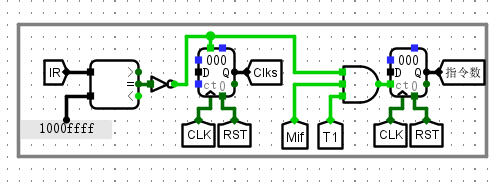 000
000
>
IR
D
Q
Clks
D
Q
指令数
=
ct
0
ct
0
<
1000ffff
CLK
RST
Mif
T1
CLK
RST